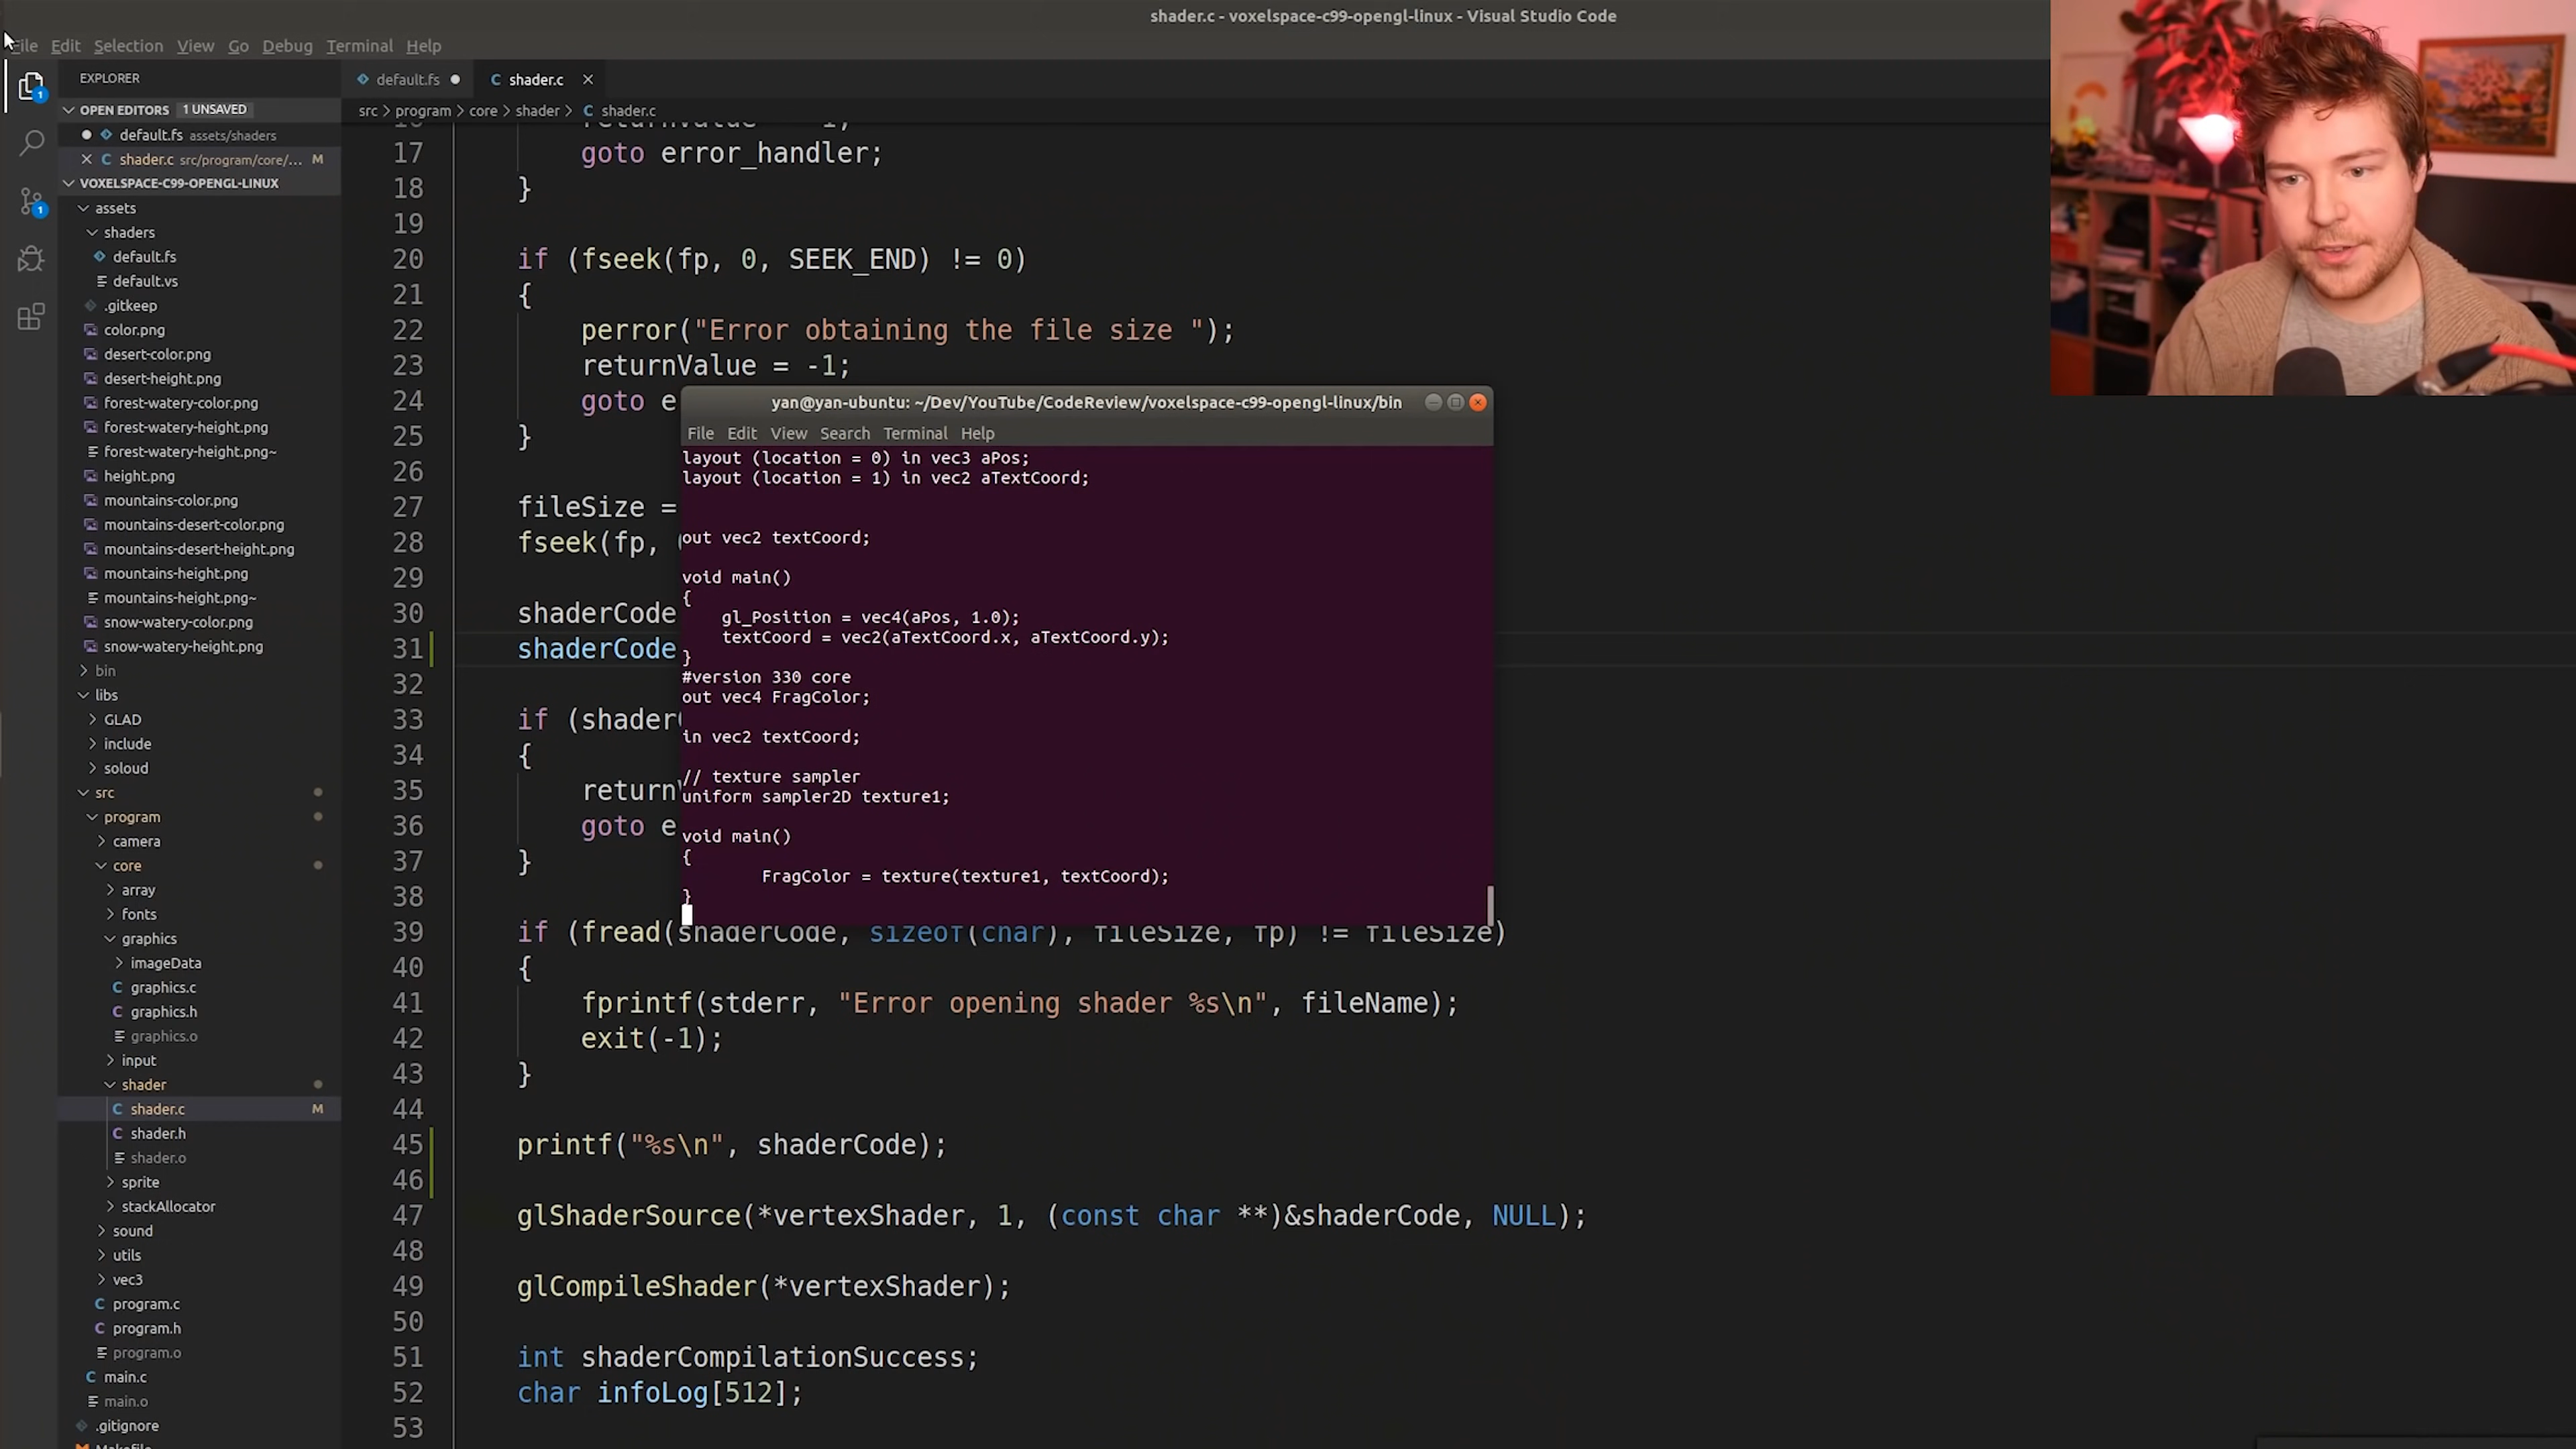 shader.c - voxelspace-c99-opengl-linux - Visual Studio Code
File Edit Selection View Go Debug Terminal Help
EXPLORER
OPEN EDITORS 1 UNSAVED
default.fs assets/shaders
shader.c src/program/core/... M
VOXELSPACE-C99-OPENGL-LINUX
assets
shaders
default.fs
default.vs
.gitkeep
color.png
desert-color.png
desert-height.png
forest-watery-color.png
forest-watery-height.png
forest-watery-height.png~
height.png
mountains-color.png
mountains-desert-color.png
mountains-desert-height.png
mountains-height.png
mountains-height.png~
snow-watery-color.png
snow-watery-height.png
bin
libs
GLAD
include
soloud
src
program
camera
core
array
fonts
graphics
imageData
graphics.c
graphics.h
graphics.o
input
shader
shader.c M
shader.h
shader.o
sprite
stackAllocator
sound
utils
vec3
program.c
program.h
program.o
main.c
main.o
.gitignore
Makefile
1
1
default.fs
shader.c
src > program > core > shader > shader.c
17 goto error_handler;
18 }
19
20 if (fseek(fp, 0, SEEK_END) != 0)
21 {
22 perror("Error obtaining the file size ");
23 returnValue = -1;
24 goto e
25 }
26
27 fileSize =
28 fseek(fp,
29
30 shaderCode
31 shaderCode
32
33 if (shader
34 {
35 return
36 goto e
37 }
38
39 if (fread(shaderCode, sizeof(char), fileSize, fp) != fileSize)
40 {
41 fprintf(stderr, "Error opening shader %s\n", fileName);
42 exit(-1);
43 }
44
45 printf("%s\n", shaderCode);
46
47 glShaderSource(*vertexShader, 1, (const char **)&shaderCode, NULL);
48
49 glCompileShader(*vertexShader);
50
51 int shaderCompilationSuccess;
52 char infoLog[512];
53
yan@yan-ubuntu: ~/Dev/YouTube/CodeReview/voxelspace-c99-opengl-linux/bin
File Edit View Search Terminal Help
layout (location = 0) in vec3 aPos;
layout (location = 1) in vec2 aTextCoord;
out vec2 textCoord;
void main()
{
gl_Position = vec4(aPos, 1.0);
textCoord = vec2(aTextCoord.x, aTextCoord.y);
}
#version 330 core
out vec4 FragColor;
in vec2 textCoord;
// texture sampler
uniform sampler2D texture1;
void main()
{
FragColor = texture(texture1, textCoord);
}